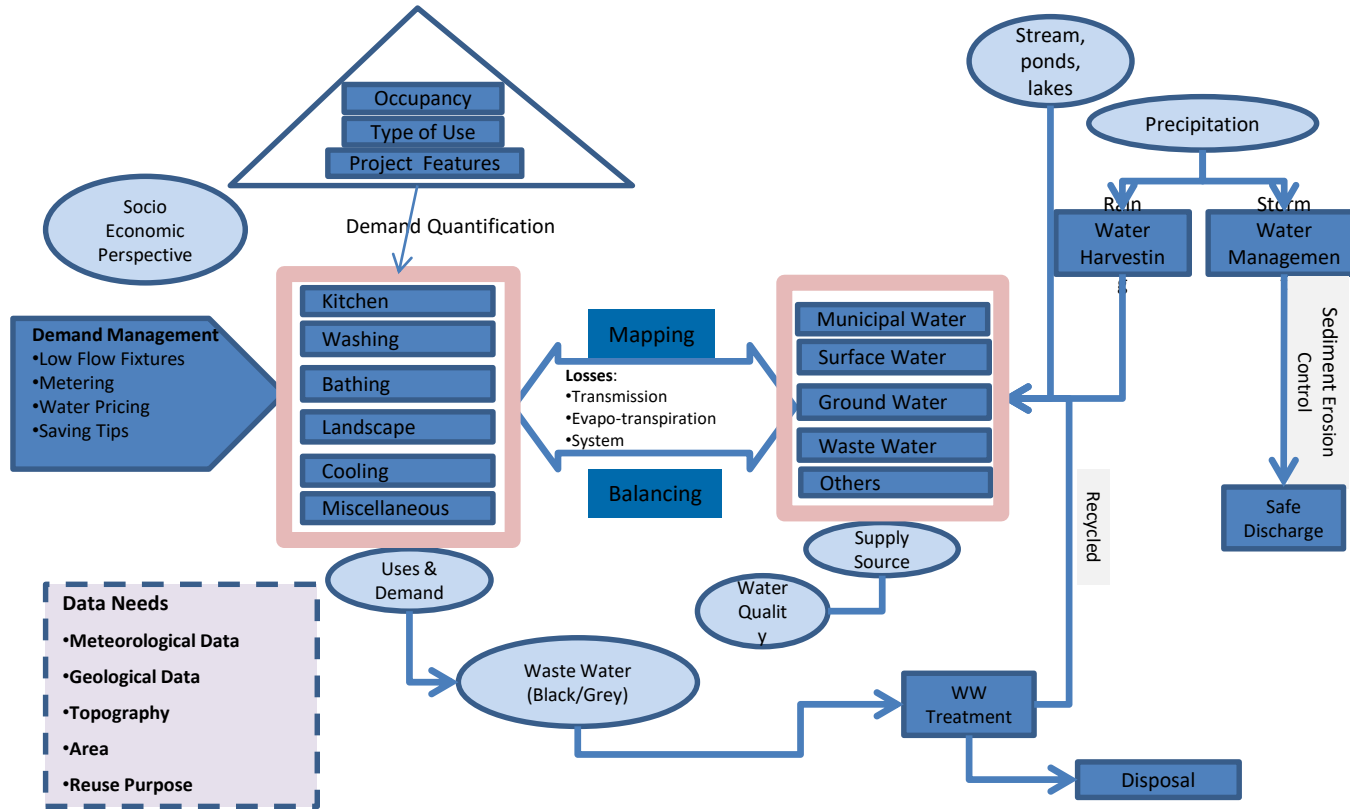 Occupancy
Type of Use
Project  Features
Stream,
ponds,
lakes
Precipitation
Socio
Economic
Perspective
Demand Quantification
Rain
Water
Harvestin
g
Storm
Water
Managemen
Demand Management
•Low Flow Fixtures
•Metering
•Water Pricing
•Saving Tips
Kitchen
Washing
Bathing
Landscape
Cooling
Miscellaneous
Mapping
Losses:
•Transmission
•Evapo-transpiration
•System
Balancing
Municipal Water
Surface Water
Ground Water
Waste Water
Others
Sediment Erosion
Control
Recycled
Safe
Discharge
Uses &
Demand
Supply
Source
Water
Qualit
y
Data Needs
•Meteorological Data
•Geological Data
•Topography
•Area
•Reuse Purpose
Waste Water
(Black/Grey)
WW
Treatment
Disposal